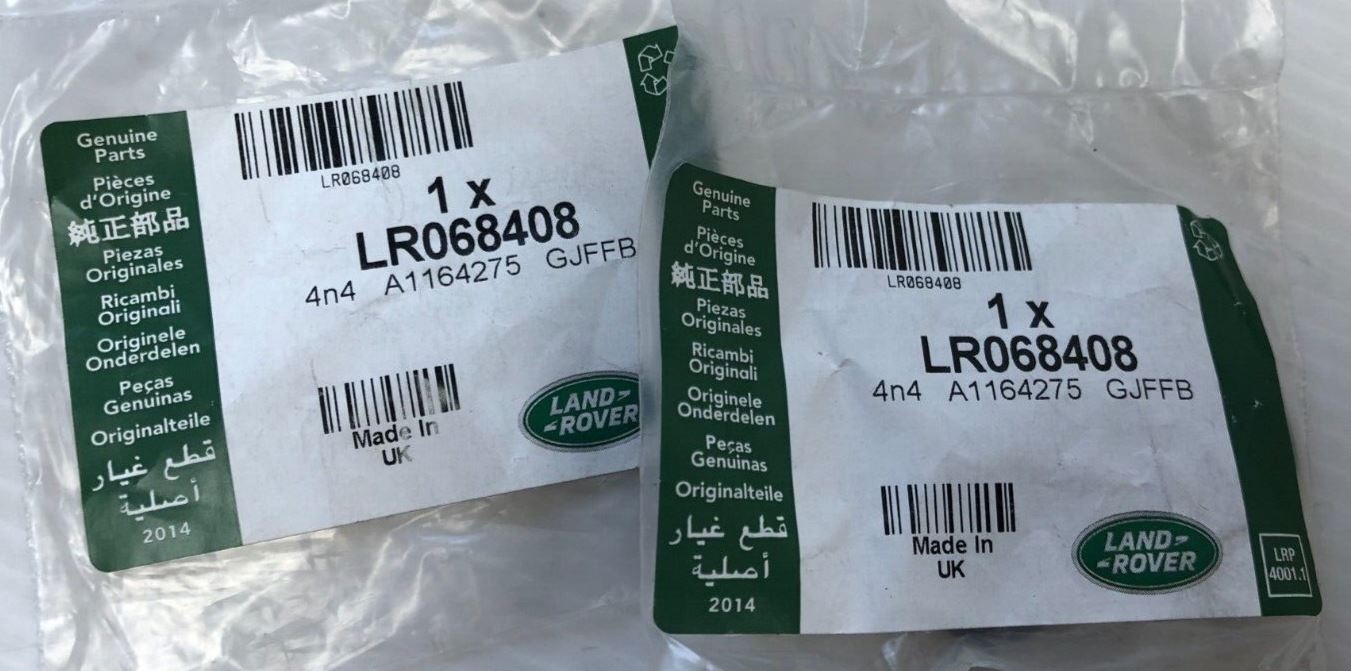 Genuine
Parts
Pièces
d'Origine
純正部品
Piezas
Originales
Ricambi
Originali
Originele
Onderdelen
Peças
Genuinas
Originalteile
قطع غيار
أصلية
2014
LR068408
1 x
LR068408
4n4 A1164275 GJFFB
Made In
UK
LAND
ROVER
Genuine
Parts
Pièces
d'Origine
純正部品
Piezas
Originales
Ricambi
Originali
Originele
Onderdelen
Peças
Genuinas
Originalteile
قطع غيار
أصلية
2014
LR068408
1 x
LR068408
4n4 A1164275 GJFFB
Made In
UK
LAND
ROVER
LRP
4001.1